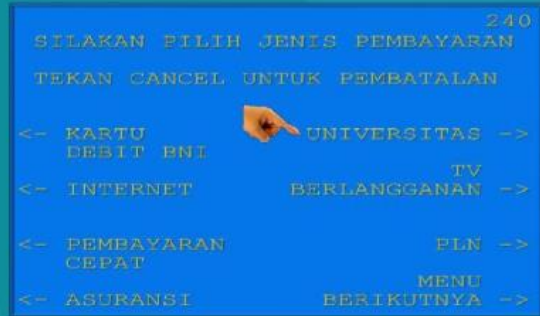 240
SILAKAN PILIH JENIS PEMBAYARAN
TEKAN CANCEL UNTUK PEMBATALAN
<- KARTU DEBIT BNI
UNIVERSITAS ->
<- INTERNET
TV BERLANGGANAN ->
<- PEMBAYARAN CEPAT
PLN ->
<- ASURANSI
MENU BERIKUTNYA ->